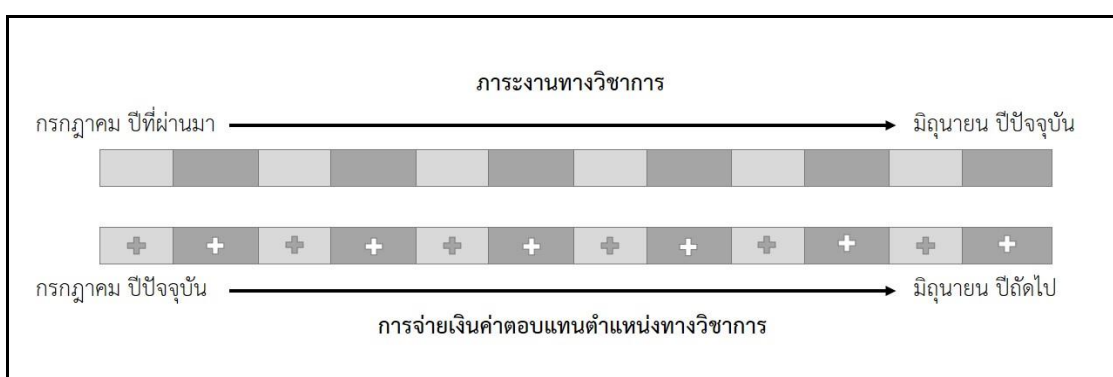 ภาระงานทางวิชาการ
กรกฎาคม ปีที่ผ่านมา มิถุนายน ปีปัจจุบัน
กรกฎาคม ปีปัจจุบัน มิถุนายน ปีถัดไป
การจ่ายเงินค่าตอบแทนตำแหน่งทางวิชาการ